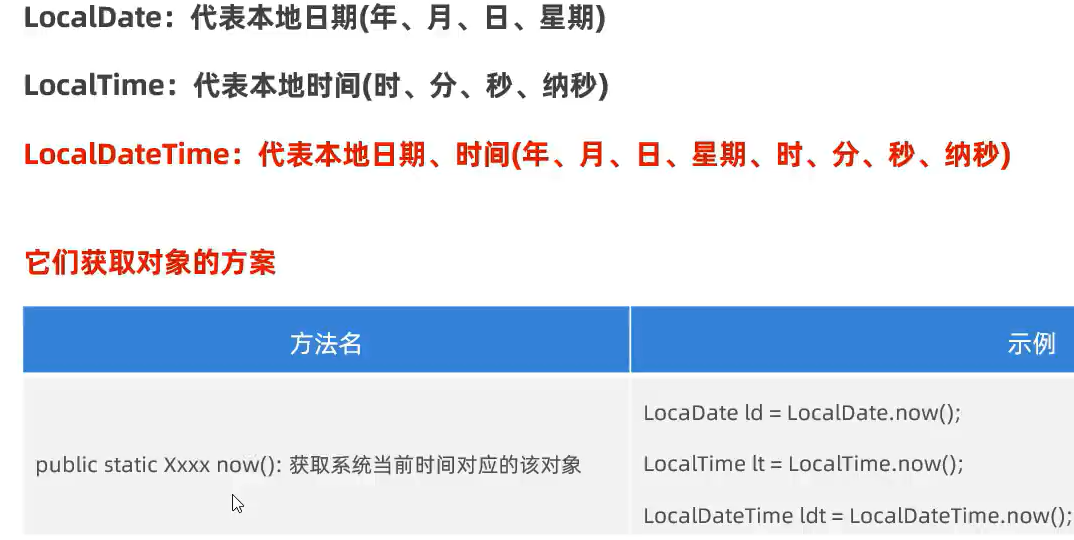 LocalDate：代表本地日期(年、月、日、星期)
LocalTime：代表本地时间(时、分、秒、纳秒)
LocalDateTime：代表本地日期、时间(年、月、日、星期、时、分、秒、纳秒)
它们获取对象的方案
方法名
示例
public static Xxxx now(): 获取系统当前时间对应的该对象
LocaDate ld = LocalDate.now();
LocalTime lt = LocalTime.now();
LocalDateTime ldt = LocalDateTime.now();